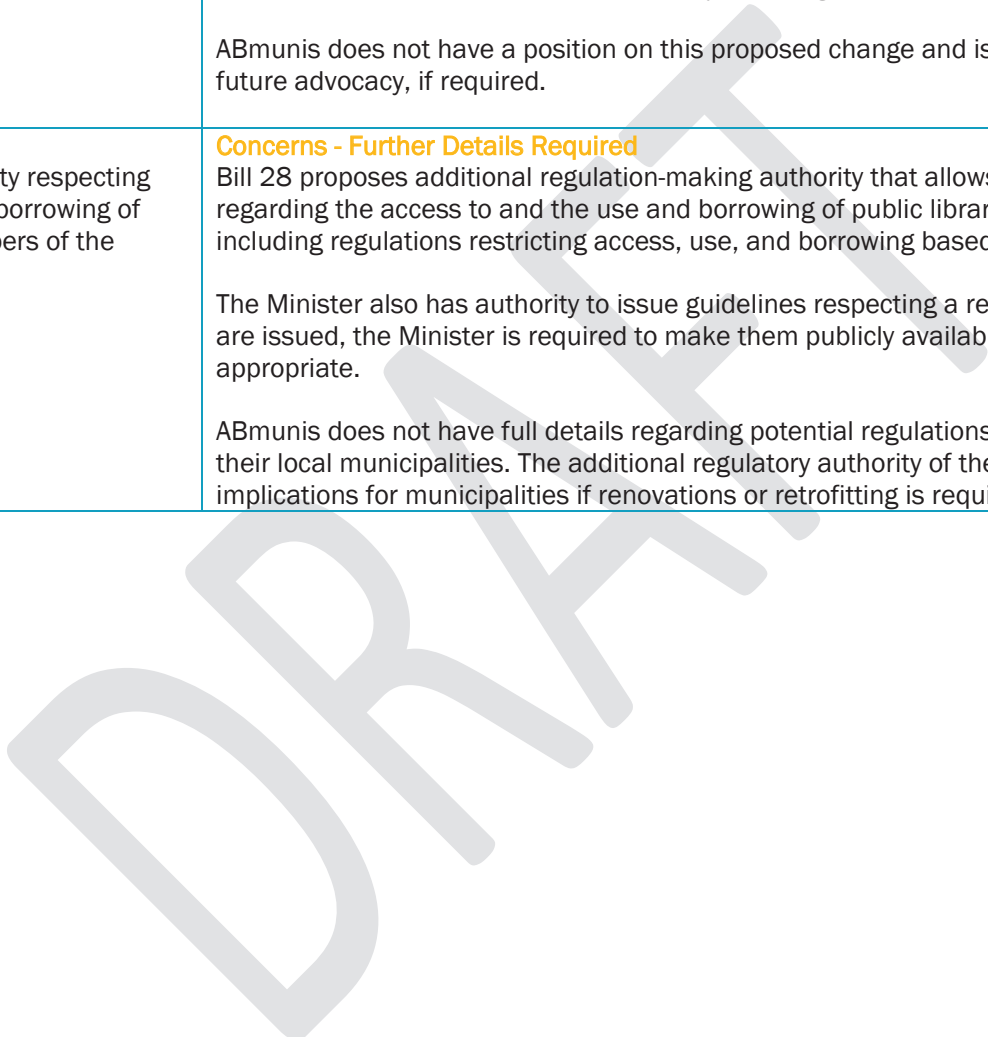 ABmunis does not have a position on this proposed change and is
future advocacy, if required.
Concerns - Further Details Required
ty respecting
borrowing of
bers of the
Bill 28 proposes additional regulation-making authority that allows
regarding the access to and the use and borrowing of public librar
including regulations restricting access, use, and borrowing based
The Minister also has authority to issue guidelines respecting a re
are issued, the Minister is required to make them publicly availab
appropriate.
ABmunis does not have full details regarding potential regulations
their local municipalities. The additional regulatory authority of the
implications for municipalities if renovations or retrofitting is requi
DRAFT